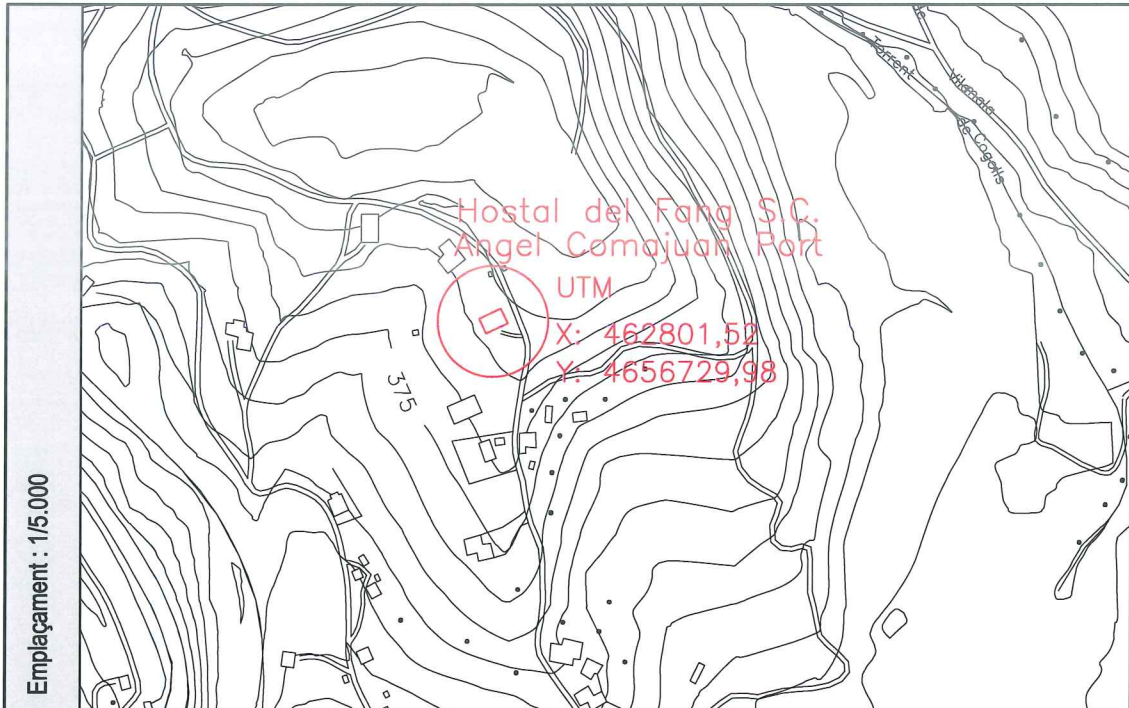 Emplaçament : 1/5.000
Torrent
de Cogolls
Vilamala
Hostal del Fang S.C.
Angel Comajuan Port
UTM
X: 462801,52
Y: 4656729,98
375